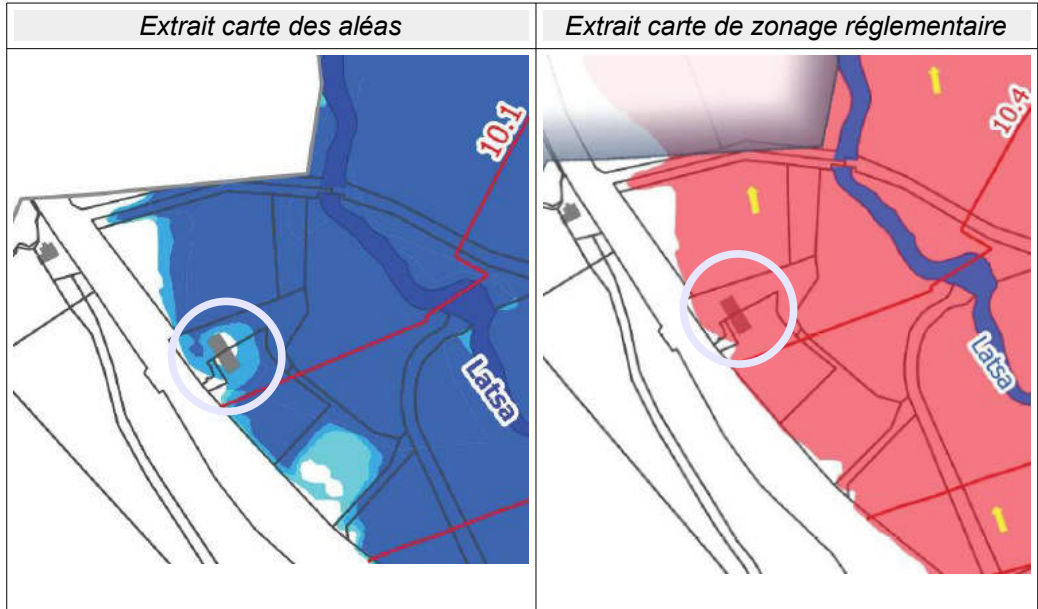 Extrait carte des aléas
Extrait carte de zonage réglementaire
10.1
10.4
Latsa
Latsa